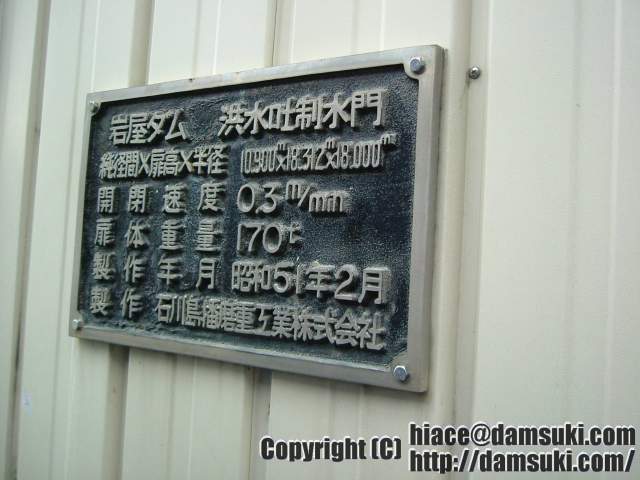 岩屋ダム 洪水吐制水門
純径間×扉高×半径 10.900m×18.312m×18.000m
開閉速度 0.3m/min
扉体重量 170t
製作年月 昭和51年2月
製作 石川島播磨重工業株式会社
Copyright (C) hiace@damsuki.com
http://damsuki.com/